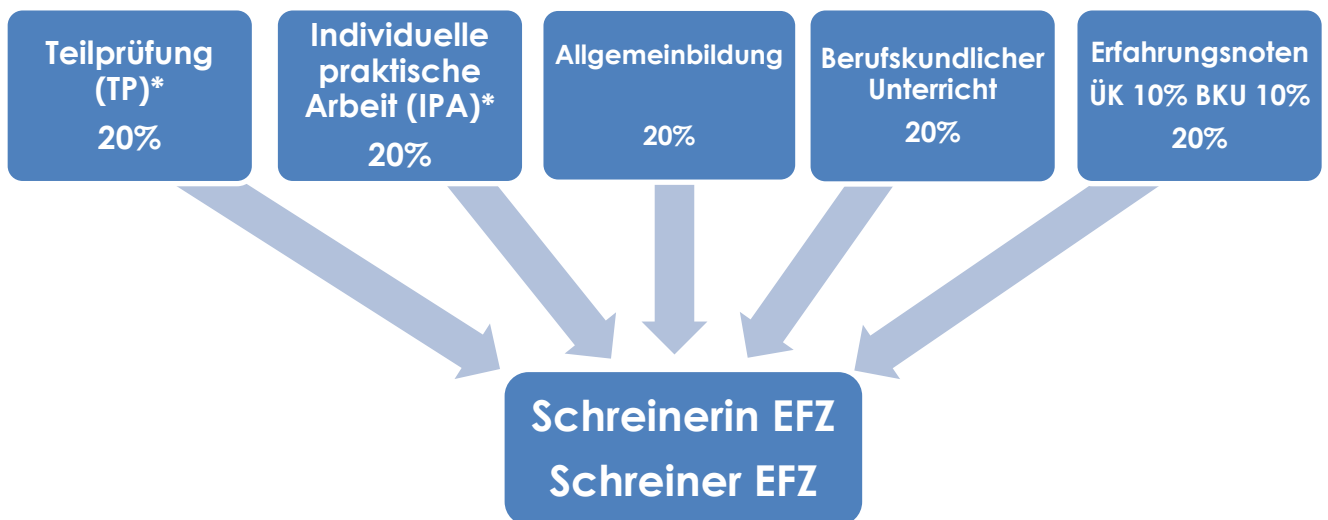 Teilprüfung
(TP)*
20%
Individuelle
praktische
Arbeit (IPA)*
20%
Allgemeinbildung
20%
Berufskundlicher
Unterricht
20%
Erfahrungsnoten
ÜK 10% BKU 10%
20%
Schreinerin EFZ
Schreiner EFZ